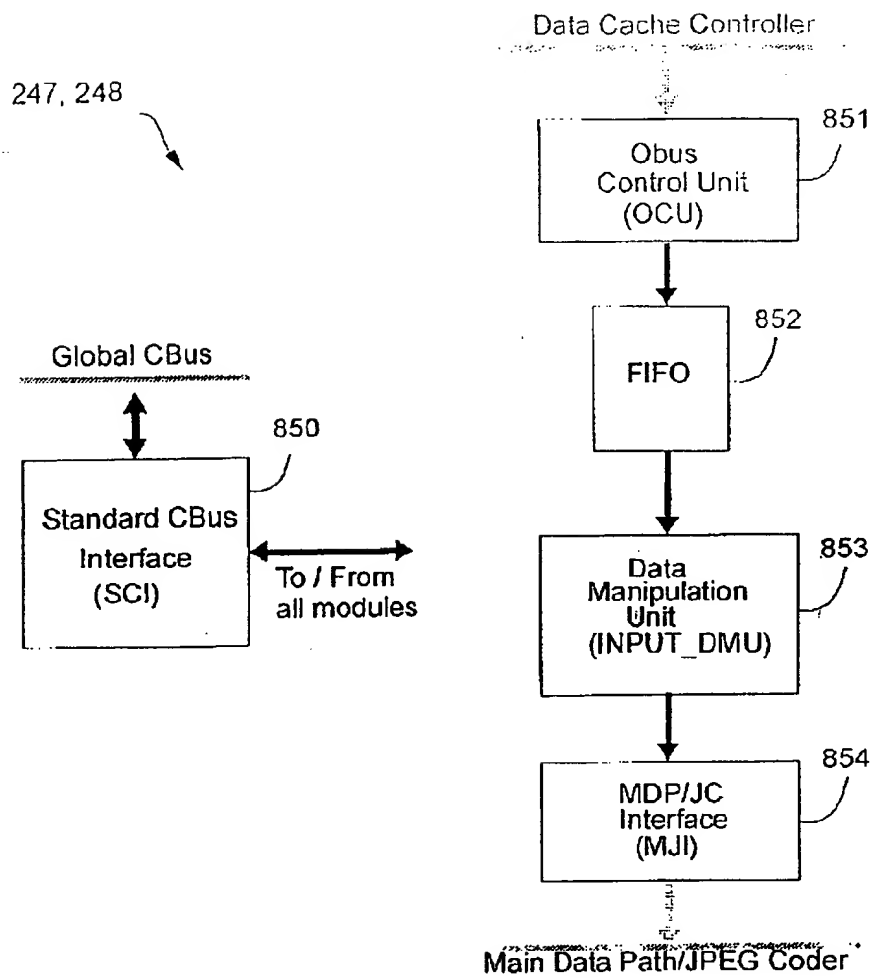 Data Cache Controller
247, 248
851
Obus
Control Unit
(OCU)
852
FIFO
Global CBus
850
Standard CBus
Interface
(SCI)
To / From
all modules
853
Data
Manipulation
Unit
(INPUT_DMU)
854
MDP/JC
Interface
(MJI)
Main Data Path/JPEG Coder